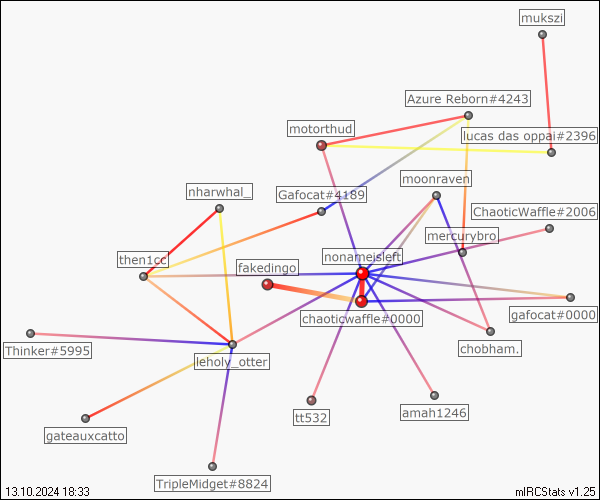 mukszi
Azure Reborn#4243
motorthud
lucas das oppai#2396
moonraven
nharwhal_
Gafocat#4189
ChaoticWaffle#2006
mercurybro
nonameisleft
then1cc
fakedingo
chaoticwaffle#0000
gafocat#0000
chobham.
Thinker#5995
leholy_otter
tt532
amah1246
gateauxcatto
TripleMidget#8824
13.10.2024 18:33
mIRCStats v1.25